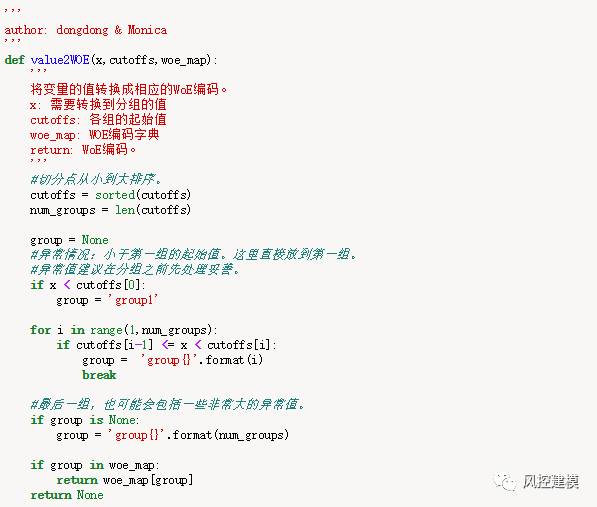 '''
author: dongdong & Monica
'''
def value2WOE(x,cutoffs,woe_map):
    '''
    将变量的值转换成相应的WoE编码。
    x: 需要转换到分组的值
    cutoffs: 各组的起始值
    woe_map: WOE编码字典
    return: WoE编码。
    '''
    #切分点从小到大排序。
    cutoffs = sorted(cutoffs)
    num_groups = len(cutoffs)

    group = None
    #异常情况：小于第一组的起始值。这里直接放到第一组。
    #异常值建议在分组之前先处理妥善。
    if x < cutoffs[0]:
        group = 'group1'

    for i in range(1,num_groups):
        if cutoffs[i-1] <= x < cutoffs[i]:
            group =  'group{}'.format(i)
            break

    #最后一组，也可能会包括一些非常大的异常值。
    if group is None:
        group = 'group{}'.format(num_groups)

    if group in woe_map:
        return woe_map[group]
    return None
风控建模